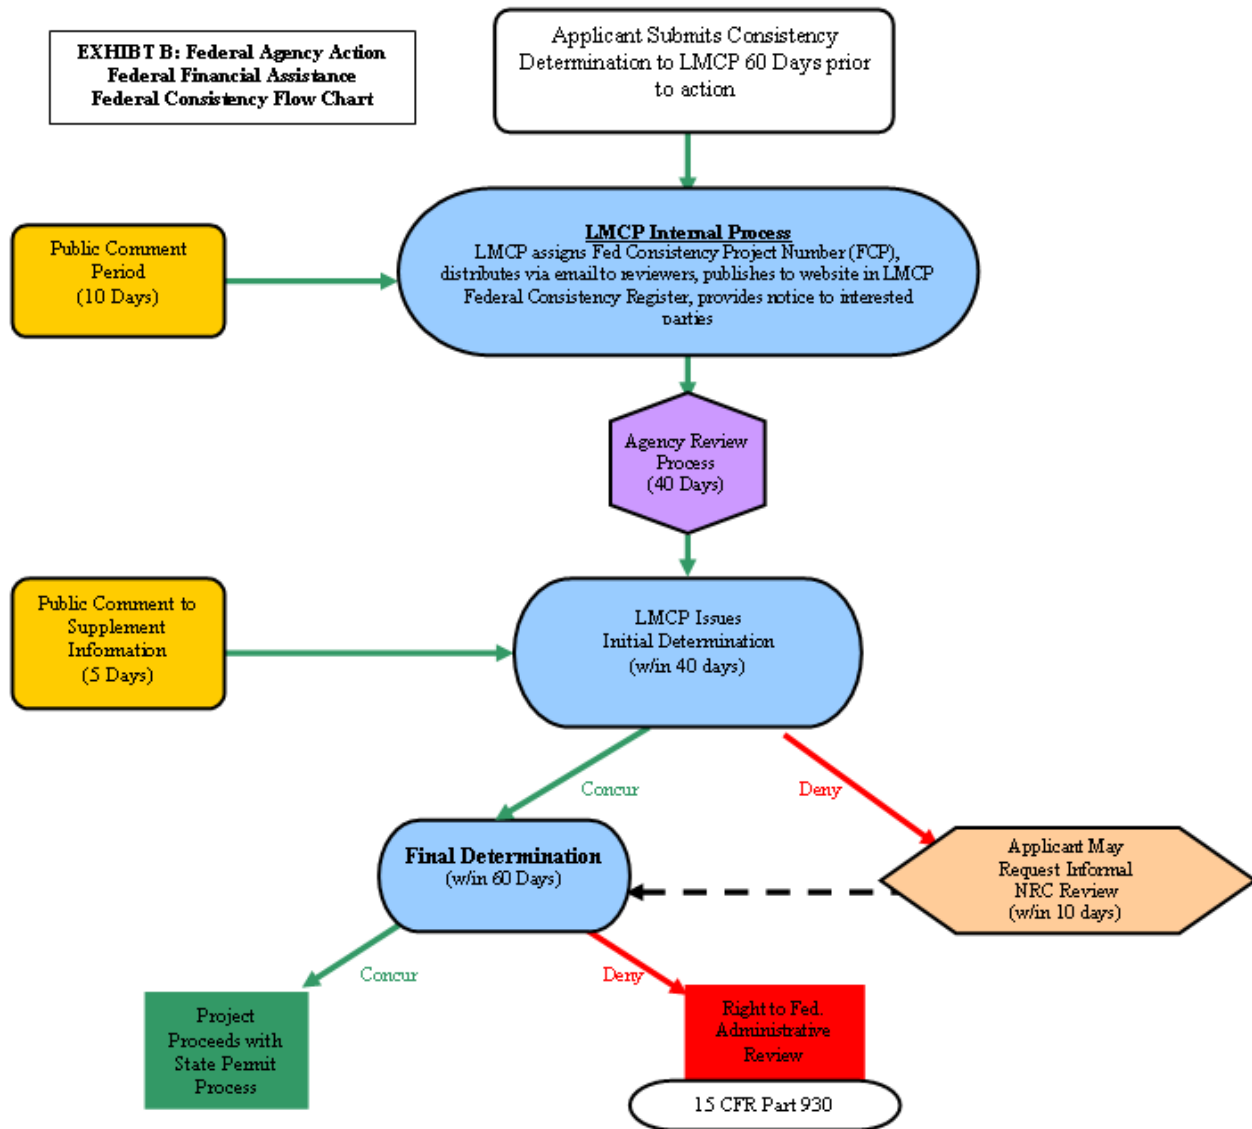 EXHIBT B: Federal Agency Action
Federal Financial Assistance
Federal Consistency Flow Chart
Applicant Submits Consistency
Determination to LMCP 60 Days prior
to action
Public Comment
Period
(10 Days)
LMCP Internal Process
LMCP assigns Fed Consistency Project Number (FCP),
distributes via email to reviewers, publishes to website in LMCP
Federal Consistency Register, provides notice to interested
parties
Agency Review
Process
(40 Days)
Public Comment to
Supplement
Information
(5 Days)
LMCP Issues
Initial Determination
(w/in 40 days)
Concur
Deny
Final Determination
(w/in 60 Days)
Applicant May
Request Informal
NRC Review
(w/in 10 days)
Concur
Deny
Project
Proceeds with
State Permit
Process
Right to Fed.
Administrative
Review
15 CFR Part 930